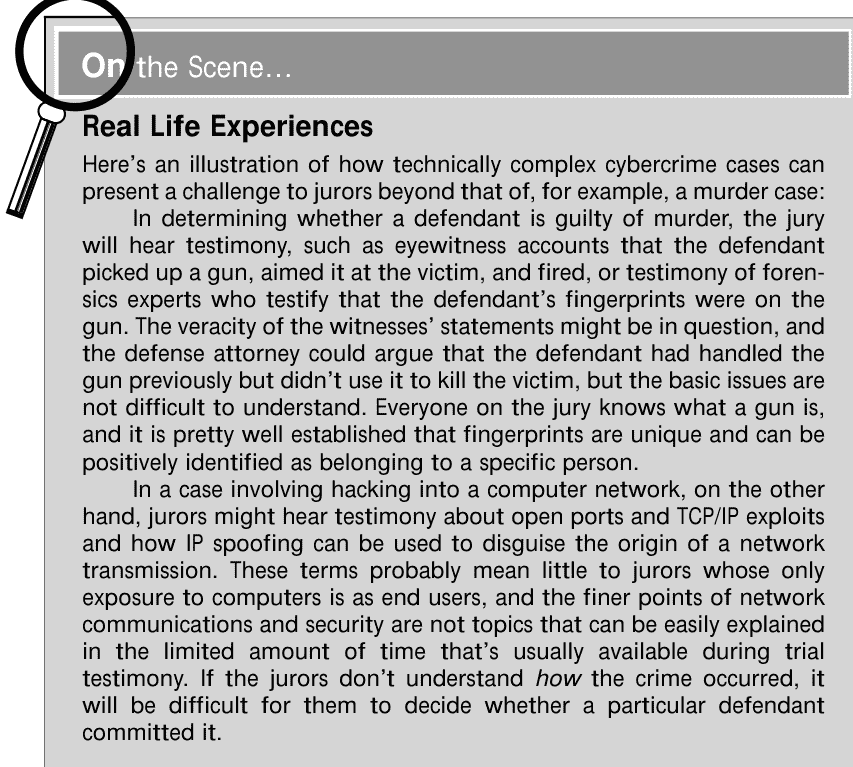 On the Scene...
Real Life Experiences
Here's an illustration of how technically complex cybercrime cases can
present a challenge to jurors beyond that of, for example, a murder case:
In determining whether a defendant is guilty of murder, the jury
will hear testimony, such as eyewitness accounts that the defendant
picked up a gun, aimed it at the victim, and fired, or testimony of foren-
sics experts who testify that the defendant's fingerprints were on the
gun. The veracity of the witnesses' statements might be in question, and
the defense attorney could argue that the defendant had handled the
gun previously but didn't use it to kill the victim, but the basic issues are
not difficult to understand. Everyone on the jury knows what a gun is,
and it is pretty well established that fingerprints are unique and can be
positively identified as belonging to a specific person.
In a case involving hacking into a computer network, on the other
hand, jurors might hear testimony about open ports and TCP/IP exploits
and how IP spoofing can be used to disguise the origin of a network
transmission. These terms probably mean little to jurors whose only
exposure to computers is as end users, and the finer points of network
communications and security are not topics that can be easily explained
in the limited amount of time that's usually available during trial
testimony. If the jurors don't understand how the crime occurred, it
will be difficult for them to decide whether a particular defendant
committed it.